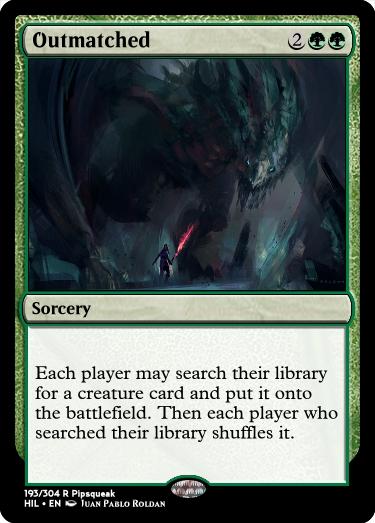 Outmatched 2
Sorcery
Each player may search their library
for a creature card and put it onto
the battlefield. Then each player who
searched their library shuffles it.
193/304 R Pipsqueak
HIL • EN Juan Pablo Roldan